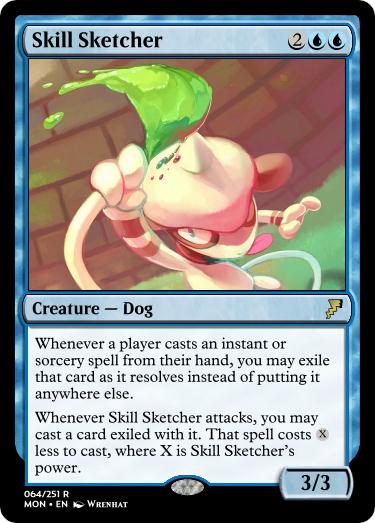 Skill Sketcher 2
Creature — Dog
Whenever a player casts an instant or
sorcery spell from their hand, you may exile
that card as it resolves instead of putting it
anywhere else.
Whenever Skill Sketcher attacks, you may
cast a card exiled with it. That spell costs X
less to cast, where X is Skill Sketcher's
power.
3/3
064/251 R
MON • EN Wrenhat